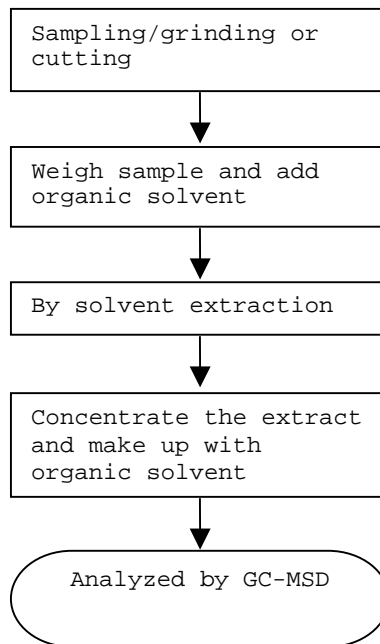 Sampling/grinding or
cutting
Weigh sample and add
organic solvent
By solvent extraction
Concentrate the extract
and make up with
organic solvent
Analyzed by GC-MSD